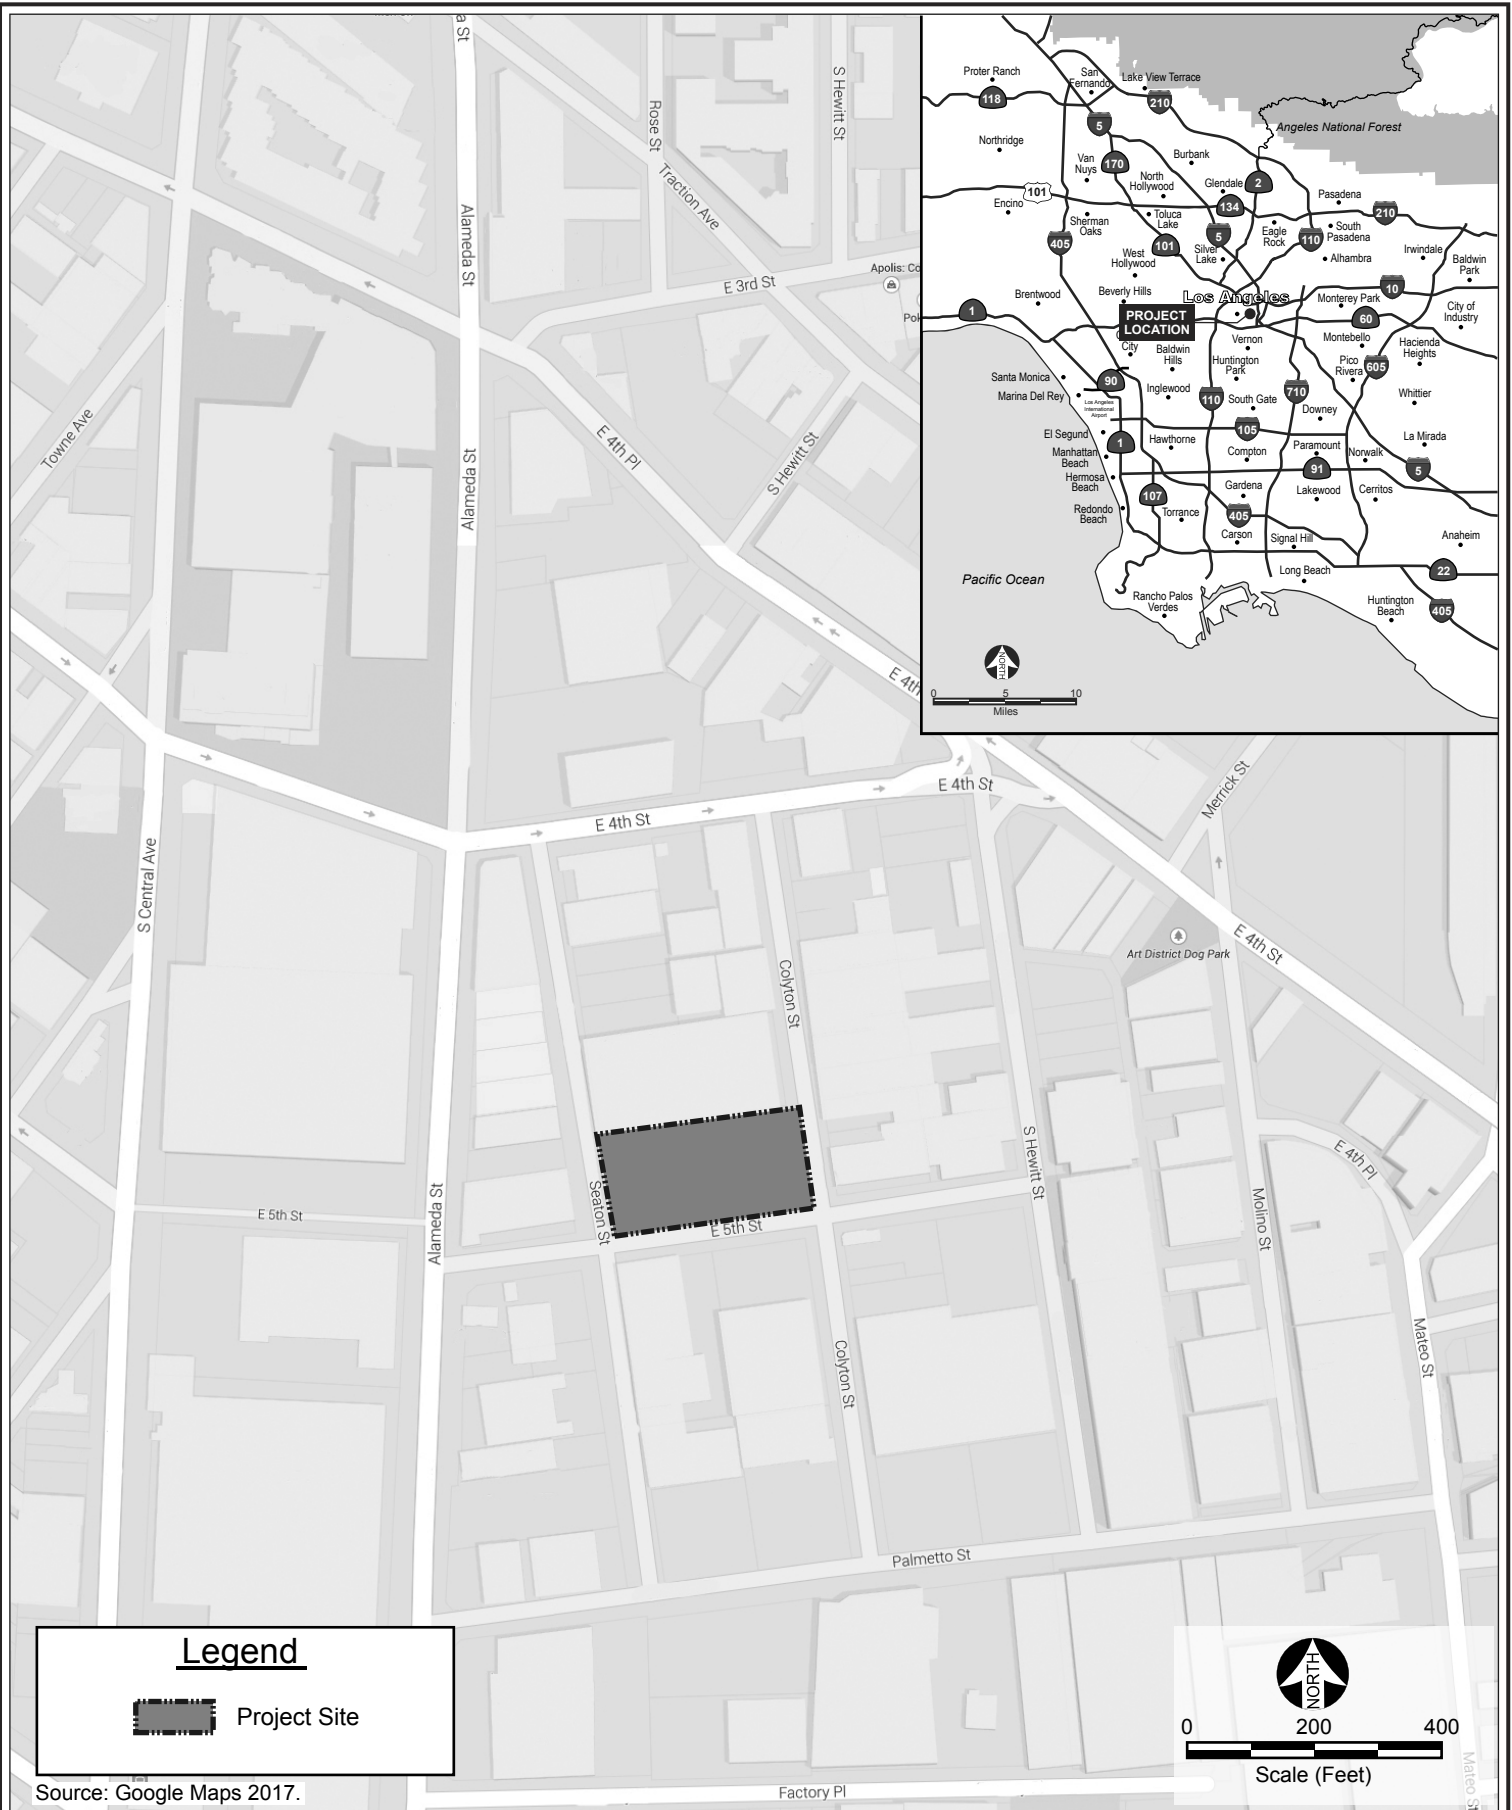 a St
Rose St
S Hewitt St
Traction Ave
Alameda St
E 3rd St
Apolis: Co
Pok
Towne Ave
E 4th Pl
S Hewitt St
Alameda St
E 4th
E 4th St
E 4th St
Merrick St
S Central Ave
E 4th St
Art District Dog Park
Colyton St
S Hewitt St
E 4th Pl
Alameda St
Seaton St
E 5th St
E 5th St
Molino St
Mateo St
Colyton St
Palmetto St
Factory Pl
Mateo St
Proter Ranch
San
Fernando
Lake View Terrace
118
210
5
Angeles National Forest
Northridge
Van
Nuys
170
Burbank
North
Hollywood
Glendale
2
Pasadena
101
134
210
Encino
Sherman
Oaks
Toluca
Lake
Eagle
Rock
South
Pasadena
405
101
5
110
West
Hollywood
Silver
Lake
Alhambra
Irwindale
Baldwin
Park
Brentwood
Beverly Hills
Los Angeles
Monterey Park
10
1
PROJECT
LOCATION
60
City of
Industry
City
Baldwin
Hills
Vernon
Montebello
Hacienda
Heights
Huntington
Park
Pico
Rivera
605
Santa Monica
90
Marina Del Rey
Los Angeles
International
Airport
Inglewood
110
South Gate
710
Whittier
Downey
El Segund
1
Hawthorne
105
La Mirada
Manhattan
Beach
Compton
Paramount
Norwalk
Hermosa
Beach
91
5
107
Gardena
Lakewood
Cerritos
Redondo
Beach
Torrance
405
Carson
Signal Hill
Anaheim
Pacific Ocean
Long Beach
22
Rancho Palos
Verdes
Huntington
Beach
405
NORTH
0 5 10
Miles
Legend
Project Site
Source: Google Maps 2017.
NORTH
0 200 400
Scale (Feet)